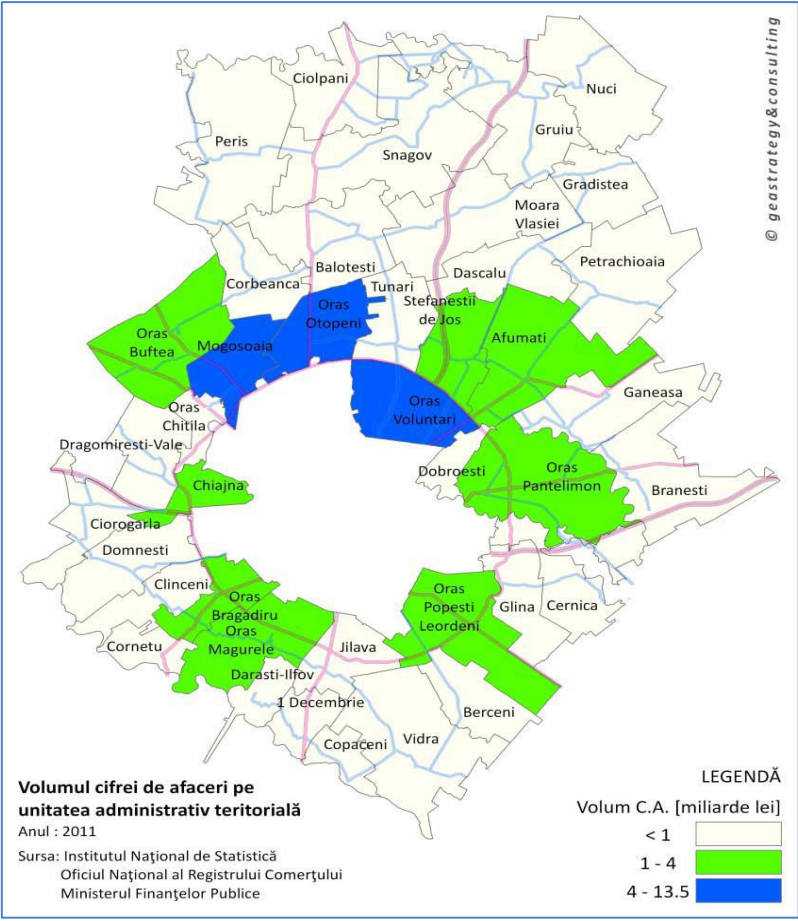 © geastrategy&consulting
Ciolpani
Nuci
Peris
Gruiu
Snagov
Gradistea
Moara
Vlasiei
Petrachioaia
Balotesti
Dascalu
Corbeanca
Tunari
Stefanestii
de Jos
Oras
Otopeni
Oras
Buftea
Mogosoaia
Afumati
Ganeasa
Oras
Chitila
Oras
Voluntari
Dragomiresti-Vale
Dobroesti
Oras
Pantelimon
Chiajna
Branesti
Ciorogarla
Domnesti
Clinceni
Oras
Bragadiru
Oras
Magurele
Oras
Popesti
Leordeni
Glina
Cernica
Cornetu
Jilava
Darasti-Ilfov
1 Decembrie
Berceni
Copaceni
Vidra
Volumul cifrei de afaceri pe
unitatea administrativ teritorială
Anul : 2011
Sursa: Institutul Naţional de Statistică
Oficiul Naţional al Registrului Comerţului
Ministerul Finanţelor Publice
LEGENDĂ
Volum C.A. [miliarde lei]
< 1
1 - 4
4 - 13.5